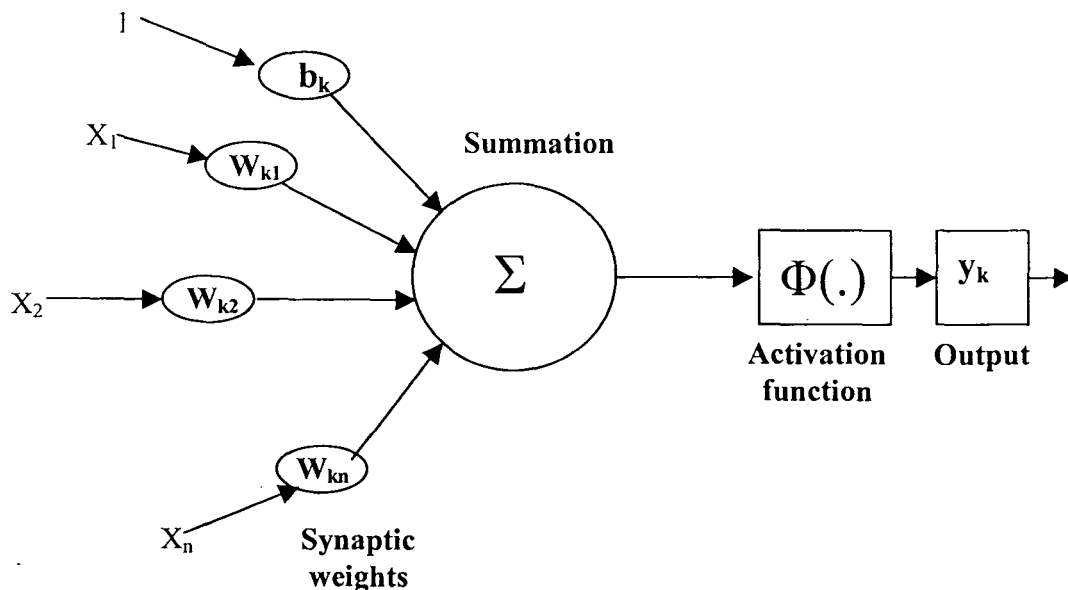 1
b_k
X_1
W_k1
Summation
Σ
X_2
W_k2
Φ(.)
y_k
Activation
function
Output
W_kn
X_n
Synaptic
weights